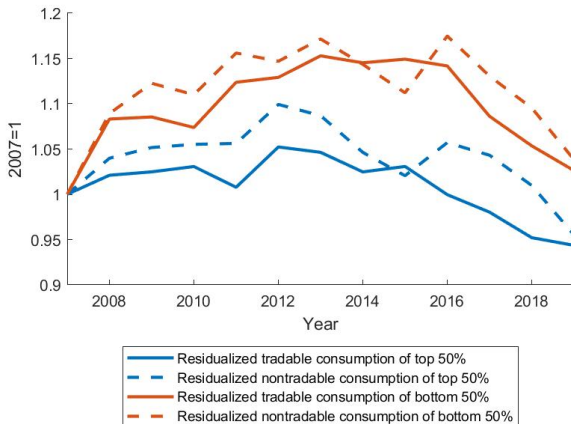 1.2
1.15
1.1
1.05
1
0.95
0.9
2007=1
2008 2010 2012 2014 2016 2018
Year
Residualized tradable consumption of top 50%
Residualized nontradable consumption of top 50%
Residualized tradable consumption of bottom 50%
Residualized nontradable consumption of bottom 50%